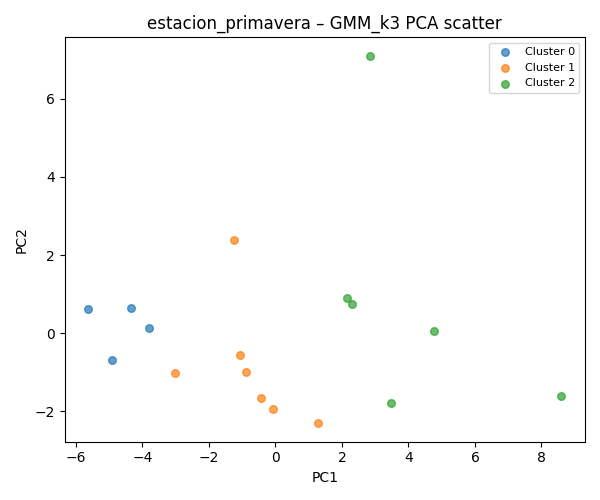 estacion_primavera – GMM_k3 PCA scatter
Cluster 0
Cluster 1
Cluster 2
6
4
2
0
−2
PC2
−6 −4 −2 0 2 4 6 8
PC1